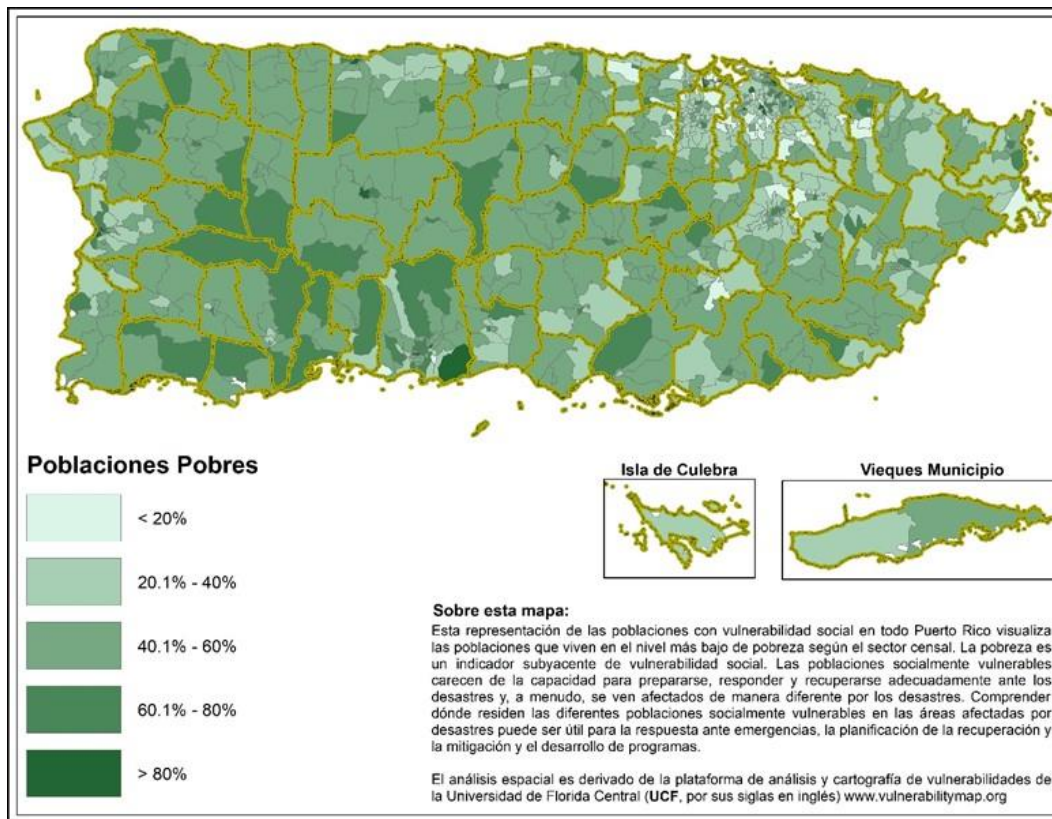 Poblaciones Pobres
< 20%
20.1% - 40%
40.1% - 60%
60.1% - 80%
> 80%
Isla de Culebra
Vieques Municipio
Sobre esta mapa:
Esta representación de las poblaciones con vulnerabilidad social en todo Puerto Rico visualiza
las poblaciones que viven en el nivel más bajo de pobreza según el sector censal. La pobreza es
un indicador subyacente de vulnerabilidad social. Las poblaciones socialmente vulnerables
carecen de la capacidad para prepararse, responder y recuperarse adecuadamente ante los
desastres y, a menudo, se ven afectados de manera diferente por los desastres. Comprender
dónde residen las diferentes poblaciones socialmente vulnerables en las áreas afectadas por
desastres puede ser útil para la respuesta ante emergencias, la planificación de la recuperación y
la mitigación y el desarrollo de programas.
El análisis espacial es derivado de la plataforma de análisis y cartografía de vulnerabilidades de
la Universidad de Florida Central (UCF, por sus siglas en inglés) www.vulnerabilitymap.org